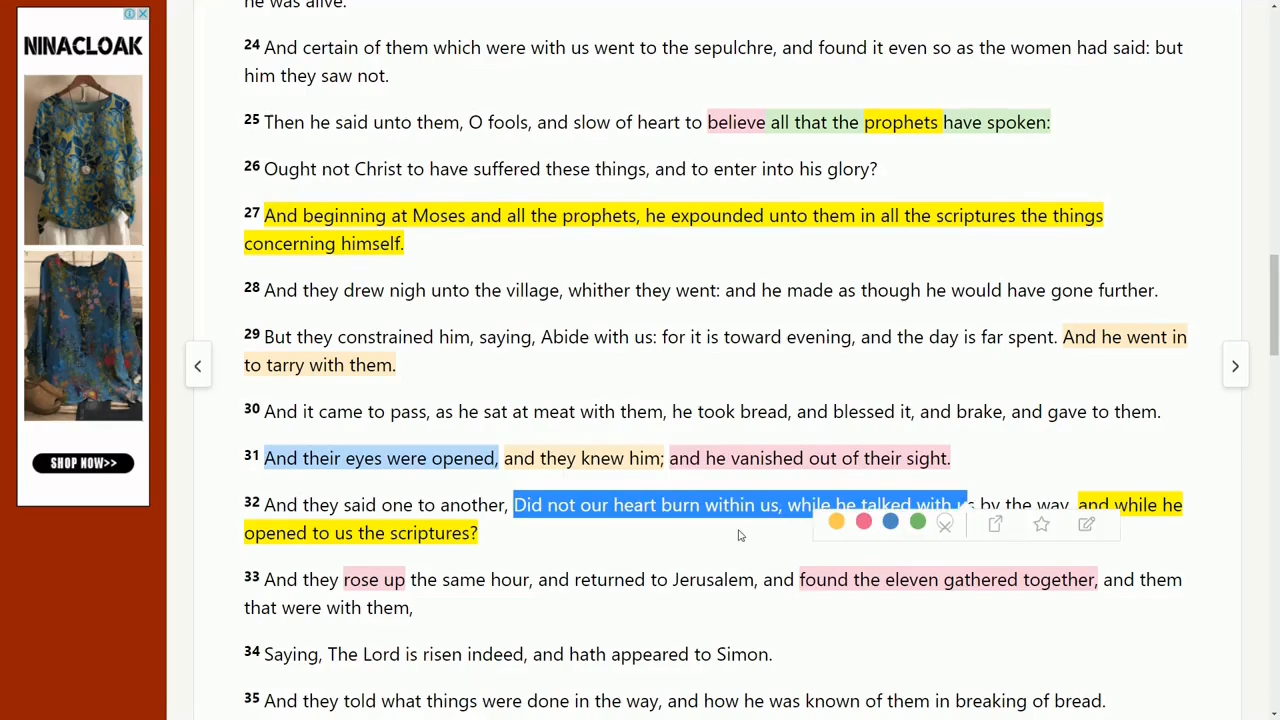 NINACLOAK
SHOP NOW>>
he was alive.
24 And certain of them which were with us went to the sepulchre, and found it even so as the women had said: but
him they saw not.
25 Then he said unto them, O fools, and slow of heart to believe all that the prophets have spoken:
26 Ought not Christ to have suffered these things, and to enter into his glory?
27 And beginning at Moses and all the prophets, he expounded unto them in all the scriptures the things
concerning himself.
28 And they drew nigh unto the village, whither they went: and he made as though he would have gone further.
29 But they constrained him, saying, Abide with us: for it is toward evening, and the day is far spent. And he went in
to tarry with them.
30 And it came to pass, as he sat at meat with them, he took bread, and blessed it, and brake, and gave to them.
31 And their eyes were opened, and they knew him; and he vanished out of their sight.
32 And they said one to another, Did not our heart burn within us, while he talked with us by the way, and while he
opened to us the scriptures?
33 And they rose up the same hour, and returned to Jerusalem, and found the eleven gathered together, and them
that were with them,
34 Saying, The Lord is risen indeed, and hath appeared to Simon.
35 And they told what things were done in the way, and how he was known of them in breaking of bread.